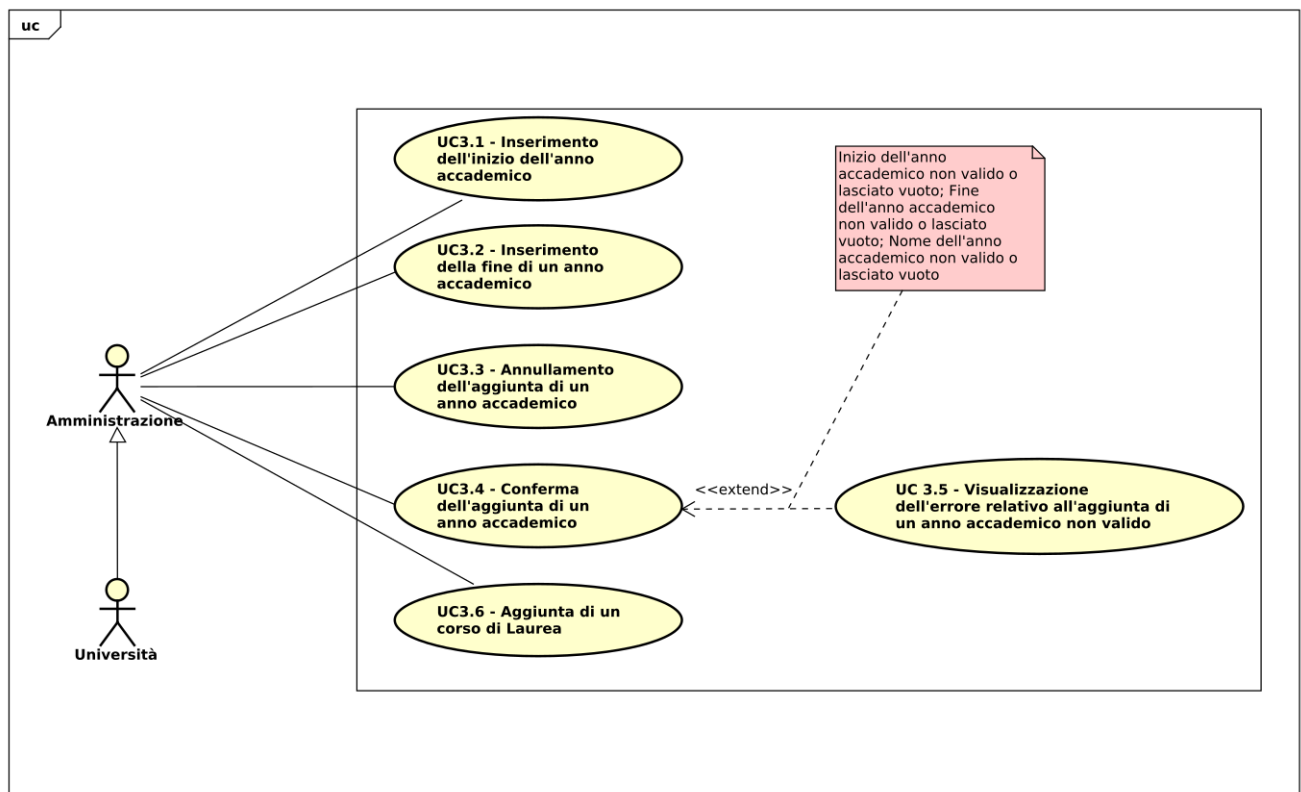 uc
UC3.1 - Inserimento
dell'inizio dell'anno
accademico
Inizio dell'anno
accademico non valido o
lasciato vuoto; Fine
dell'anno accademico
non valido o lasciato
vuoto; Nome dell'anno
accademico non valido o
lasciato vuoto
UC3.2 - Inserimento
della fine di un anno
accademico
UC3.3 - Annullamento
dell'aggiunta di un
anno accademico
Amministrazione
UC3.4 - Conferma
dell'aggiunta di un
anno accademico
<<extend>>
UC 3.5 - Visualizzazione
dell'errore relativo all'aggiunta di
un anno accademico non valido
UC3.6 - Aggiunta di un
corso di Laurea
Università